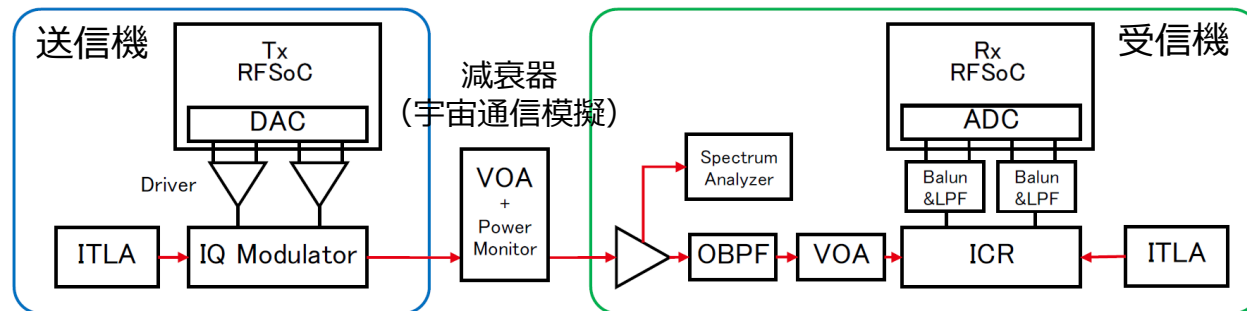 送信機
Tx
RFSoC
DAC
Driver
ITLA
IQ Modulator
減衰器
（宇宙通信模擬）
VOA
+
Power
Monitor
受信機
Rx
RFSoC
ADC
Spectrum
Analyzer
Balun
&LPF
Balun
&LPF
OBPF
VOA
ICR
ITLA